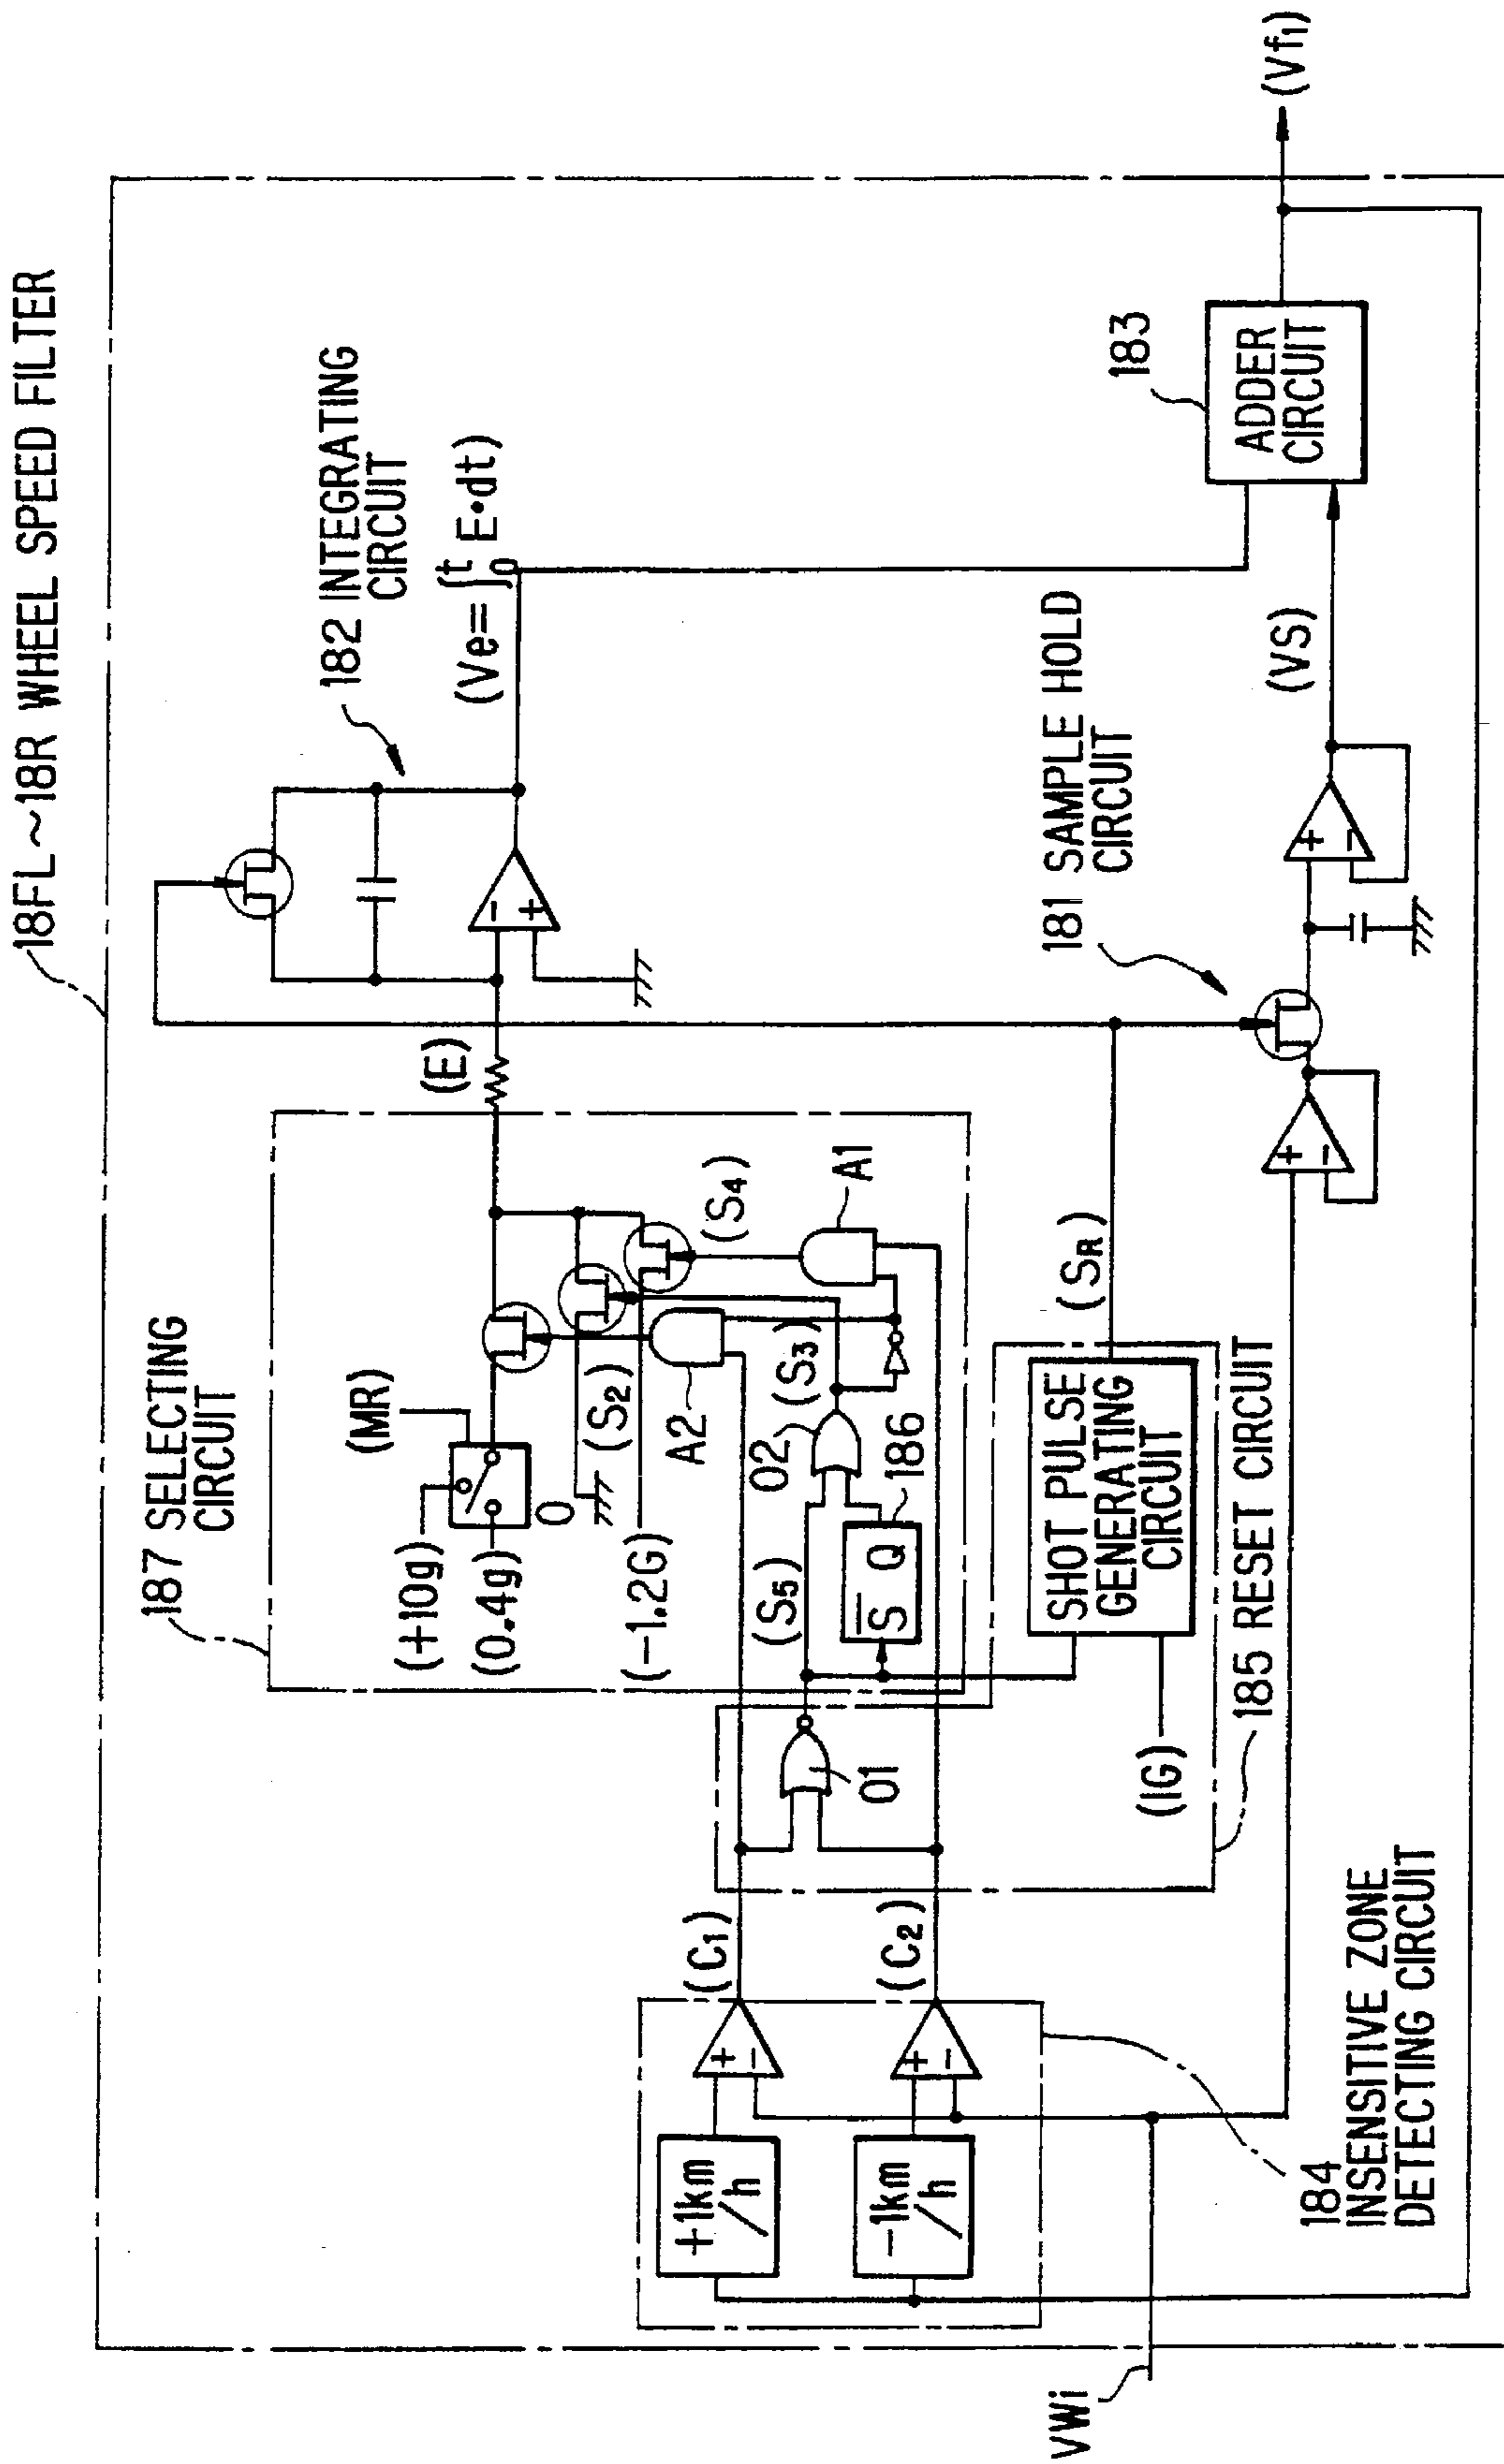 18FL~18R WHEEL SPEED FILTER
187 SELECTING
CIRCUIT
182 INTEGRATING
CIRCUIT
(MR)
(+10g)
(0.4g)
0
(-1.2G)
(E)
(Ve=∫₀ᵗ E·dt)
(S₂)
(S₄)
A2
A1
(S₃)
O2
(S₅)
S̅ Q
186
(C₁)
(C₂)
O1
+
-
+
-
-
+
+1km
/h
-1km
/h
SHOT PULSE
GENERATING
CIRCUIT
(SR)
(IG)
185 RESET CIRCUIT
184
INSENSITIVE ZONE
DETECTING CIRCUIT
181 SAMPLE HOLD
CIRCUIT
+
-
+
-
(VS)
183
ADDER
CIRCUIT
(Vf₁)
VWi